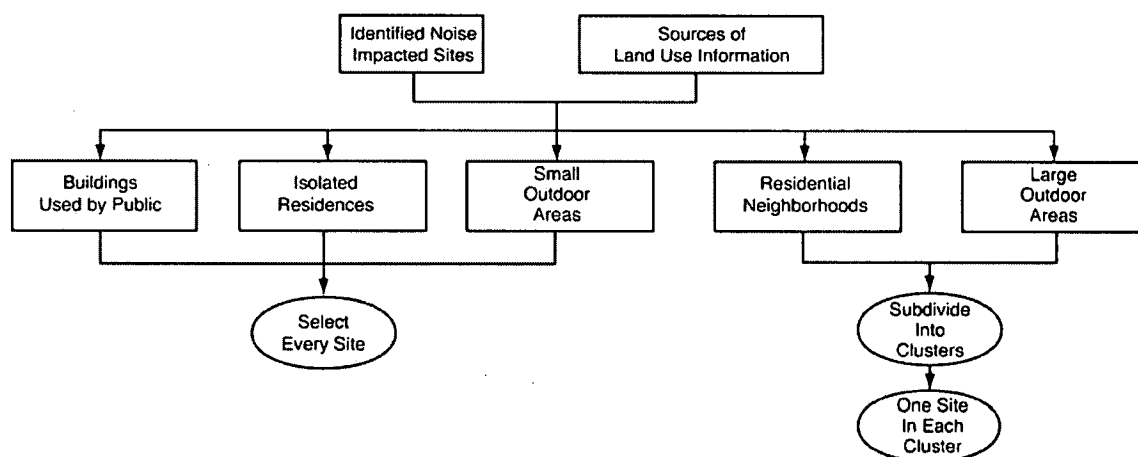 Identified Noise
Impacted Sites
Sources of
Land Use Information
Buildings
Used by Public
Isolated
Residences
Small
Outdoor
Areas
Residential
Neighborhoods
Large
Outdoor
Areas
Select
Every Site
Subdivide
Into
Clusters
One Site
In Each
Cluster